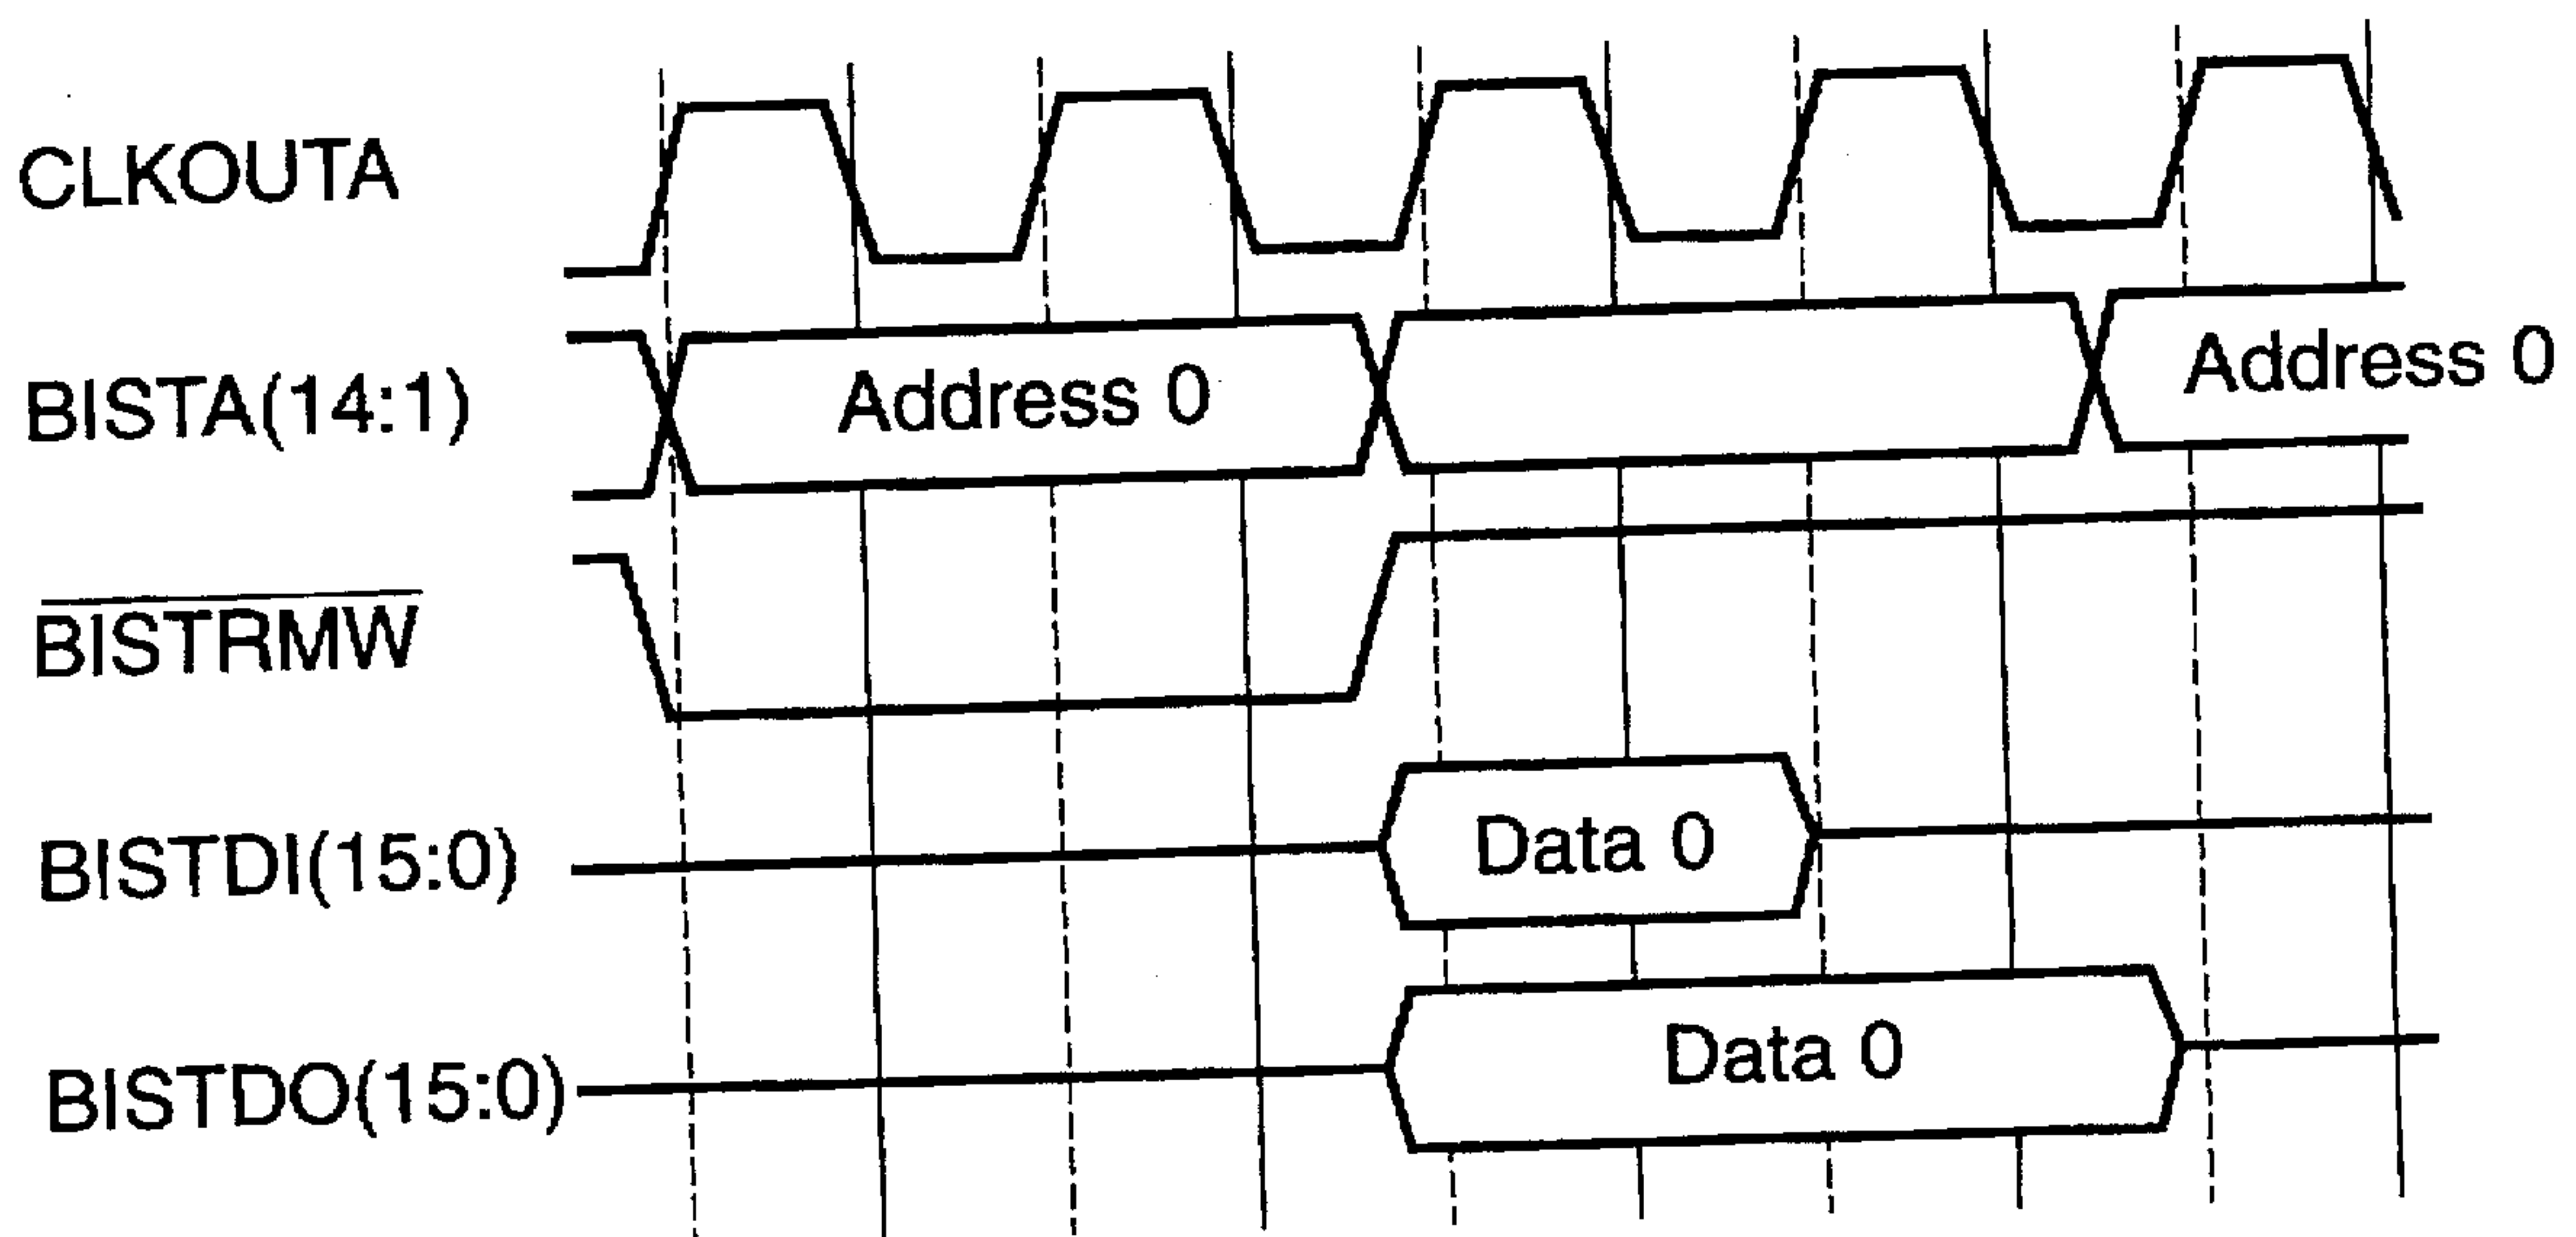 CLKOUTA
BISTA(14:1)
Address 0
Address 0
BISTRMW
BISTDI(15:0)
Data 0
BISTDO(15:0)
Data 0